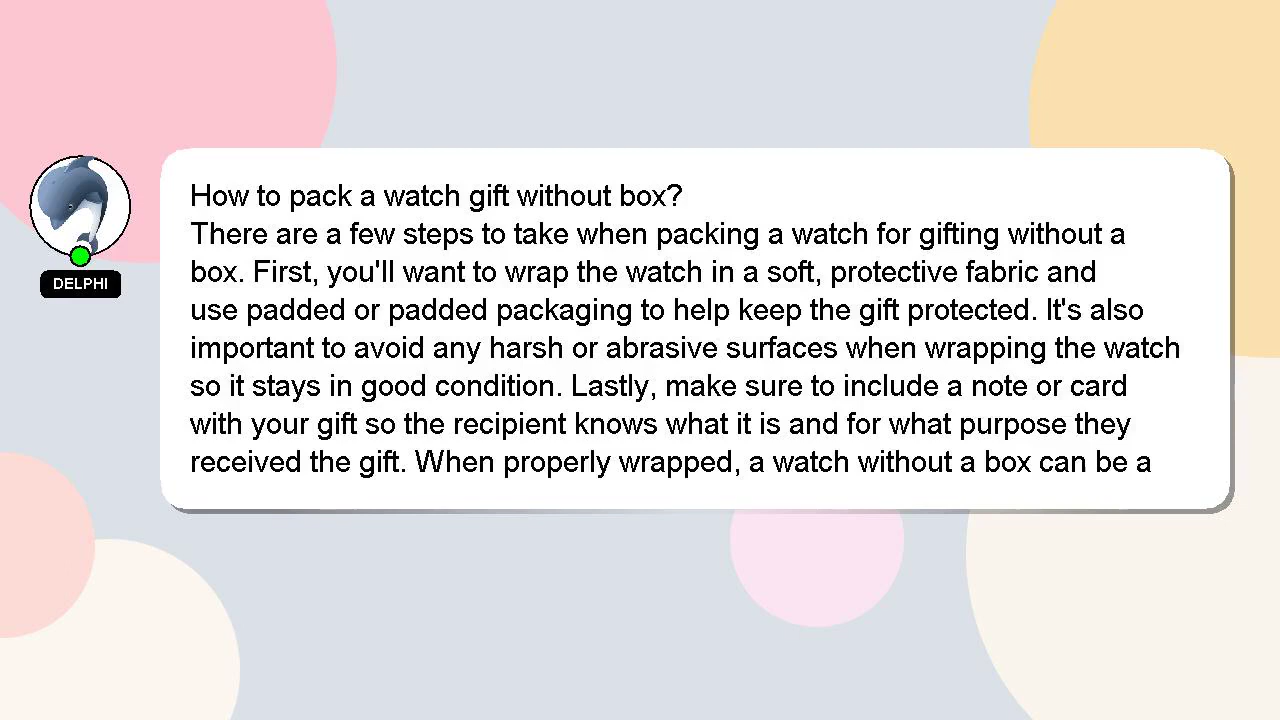 How to pack a watch gift without box?
There are a few steps to take when packing a watch for gifting without a
box. First, you'll want to wrap the watch in a soft, protective fabric and
use padded or padded packaging to help keep the gift protected. It's also
important to avoid any harsh or abrasive surfaces when wrapping the watch
so it stays in good condition. Lastly, make sure to include a note or card
with your gift so the recipient knows what it is and for what purpose they
received the gift. When properly wrapped, a watch without a box can be a
DELPHI